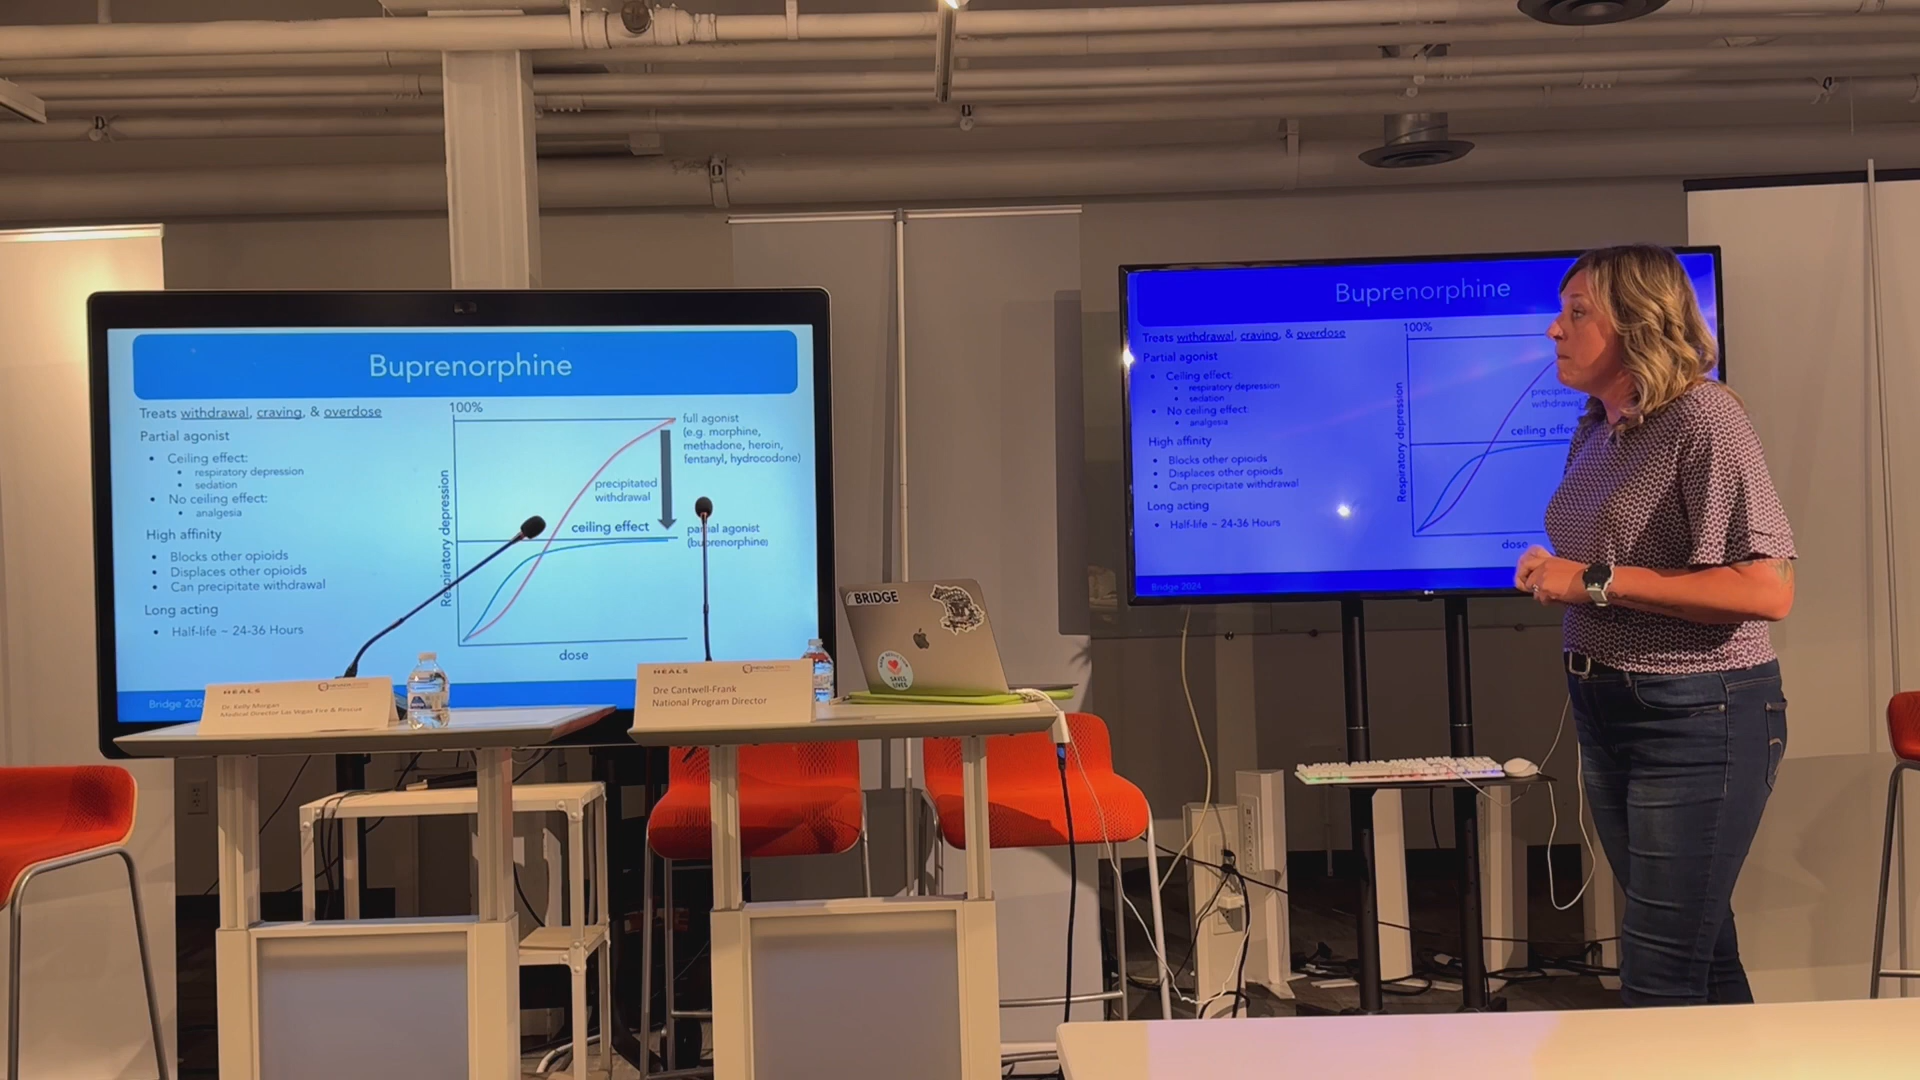 Buprenorphine
Treats withdrawal, craving, & overdose
Partial agonist
• Ceiling effect:
• respiratory depression
• sedation
• No ceiling effect:
• analgesia
High affinity
• Blocks other opioids
• Displaces other opioids
• Can precipitate withdrawal
Long acting
• Half-life ~ 24-36 Hours
100%
Respiratory depression
full agonist
(e.g. morphine,
methadone, heroin,
fentanyl, hydrocodone)
precipitated
withdrawal
ceiling effect
partial agonist
(buprenorphine)
dose
Bridge 202
HEALS
Dr. Kelly Morgan
Medical Director Las Vegas Fire & Rescue
HEALS
Dre Cantwell-Frank
National Program Director
BRIDGE
SAVES
LIVES
Buprenorphine
Treats withdrawal, craving, & overdose
Partial agonist
• Ceiling effect:
• respiratory depression
• sedation
• No ceiling effect:
• analgesia
High affinity
• Blocks other opioids
• Displaces other opioids
• Can precipitate withdrawal
Long acting
• Half-life ~ 24-36 Hours
100%
Respiratory depression
withdrawal
ceiling effec
dose
Bridge 2024
LG